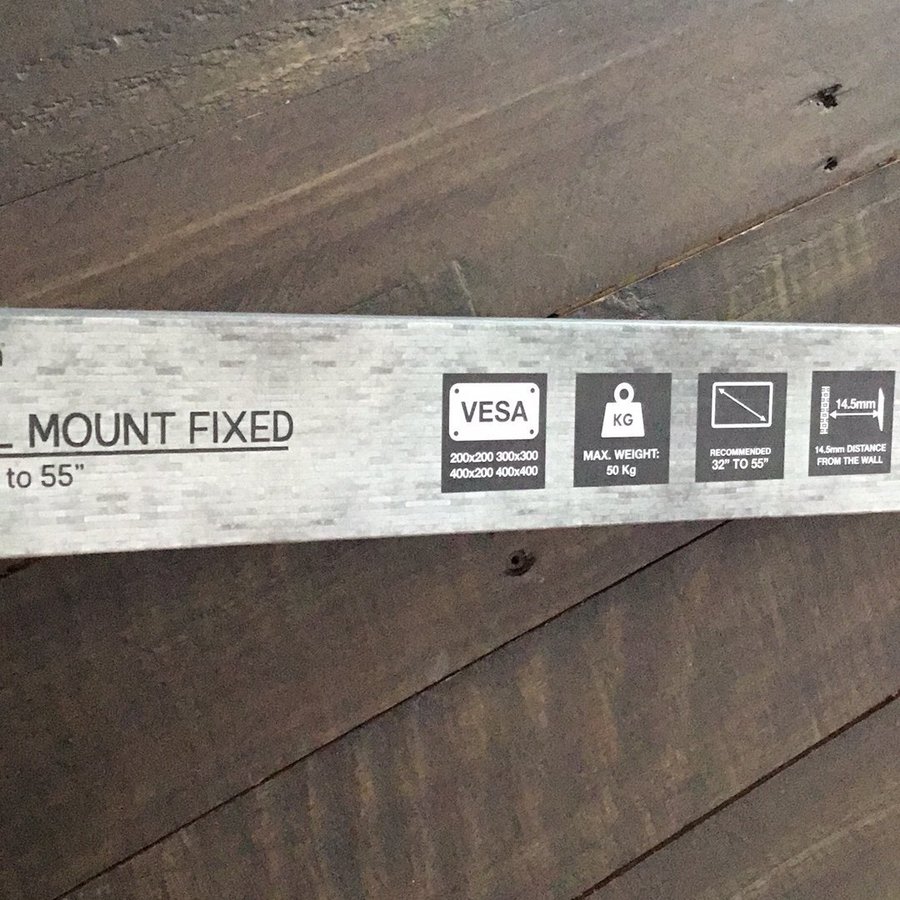 L MOUNT FIXED
to 55"
VESA
200x200 300x300
400x200 400x400
KG
MAX. WEIGHT:
50 Kg
RECOMMENDED
32" TO 55"
14.5mm
14.5mm DISTANCE
FROM THE WALL